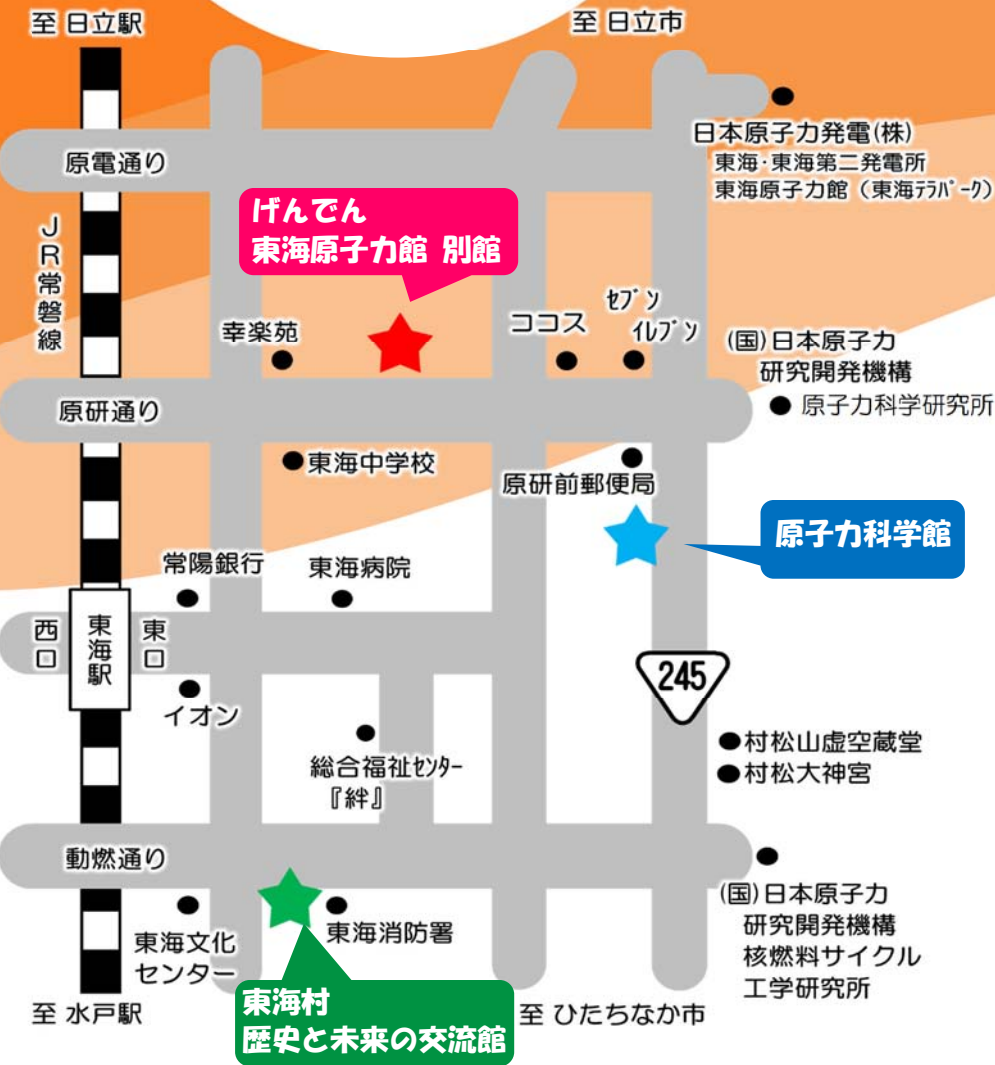 至 日立駅
至 日立市
日本原子力発電(株)
東海・東海第二発電所
東海原子力館（東海ﾃﾗﾊﾟｰｸ）
原電通り
げんでん
東海原子力館 別館
JR常磐線
幸楽苑
ココス
ｾﾌﾞﾝ
ｲﾚﾌﾞﾝ
(国)日本原子力
研究開発機構
原子力科学研究所
原研通り
東海中学校
原研前郵便局
原子力科学館
常陽銀行
東海病院
西口
東海駅
東口
245
イオン
総合福祉ｾﾝﾀｰ
『絆』
村松山虚空蔵堂
村松大神宮
動燃通り
(国)日本原子力
研究開発機構
核燃料サイクル
工学研究所
東海文化
センター
東海消防署
東海村
歴史と未来の交流館
至 水戸駅
至 ひたちなか市